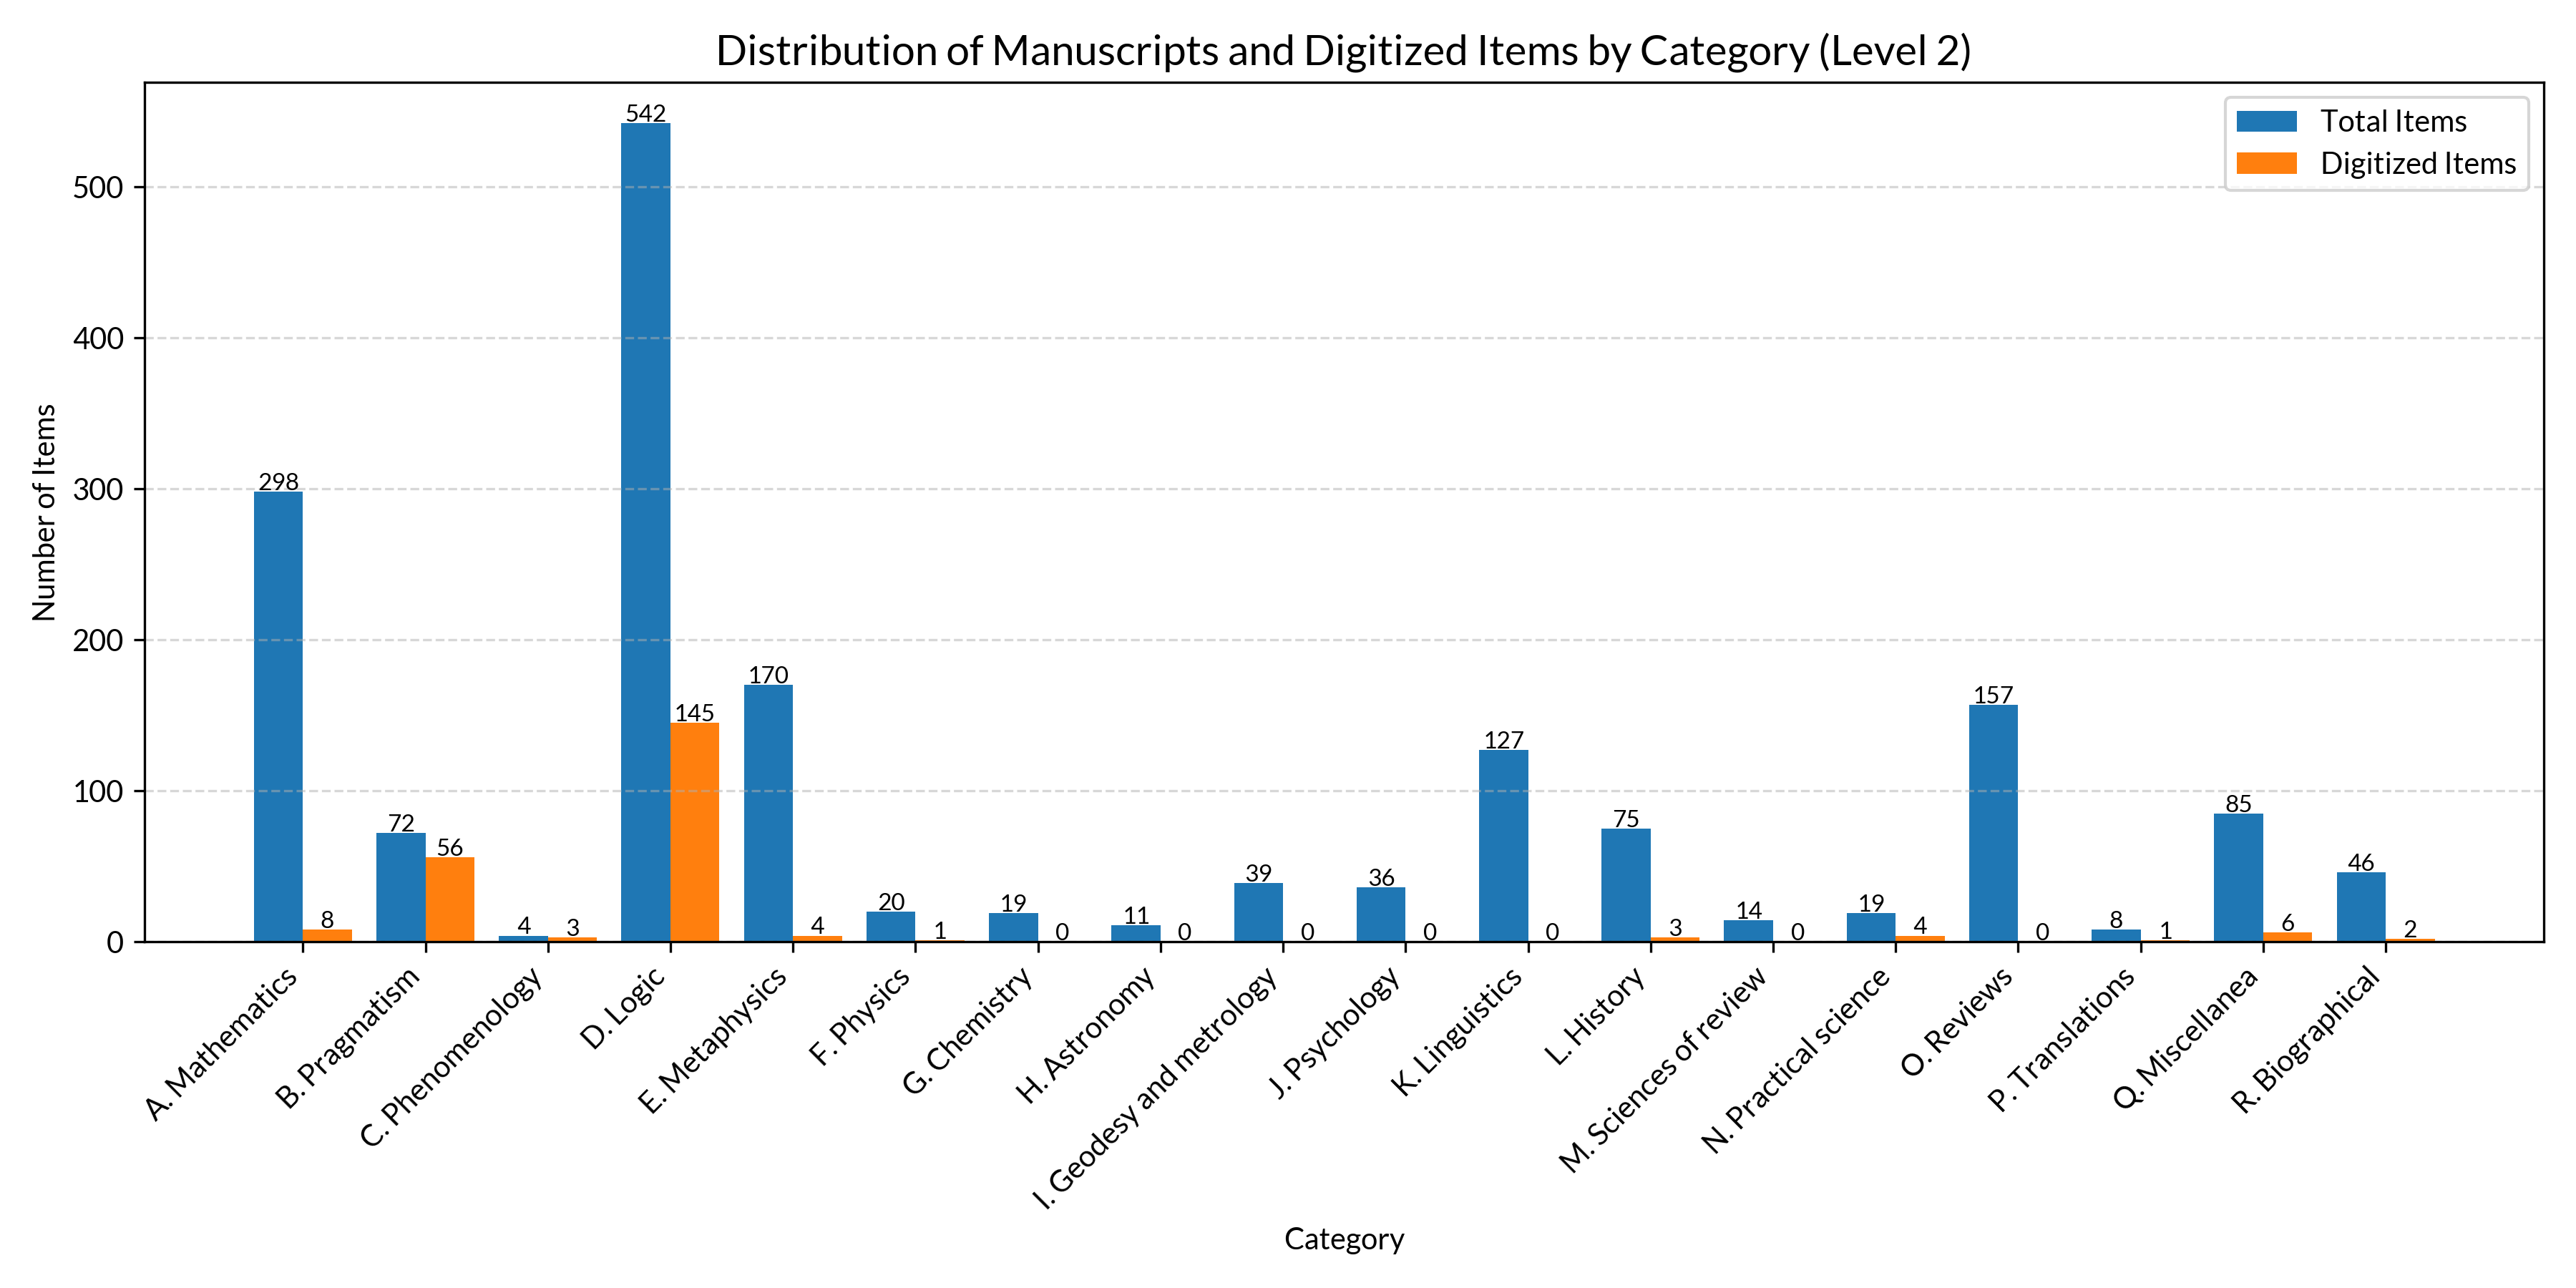 Distribution of Manuscripts and Digitized Items by Category (Level 2)
Total Items
Digitized Items
Number of Items
500
400
300
200
100
0
298
8
72
56
4
3
542
145
170
4
20
1
19
0
11
0
39
0
36
0
127
0
75
3
14
0
19
4
157
0
8
1
85
6
46
2
A. Mathematics
B. Pragmatism
C. Phenomenology
D. Logic
E. Metaphysics
F. Physics
G. Chemistry
H. Astronomy
I. Geodesy and metrology
J. Psychology
K. Linguistics
L. History
M. Sciences of review
N. Practical science
O. Reviews
P. Translations
Q. Miscellanea
R. Biographical
Category